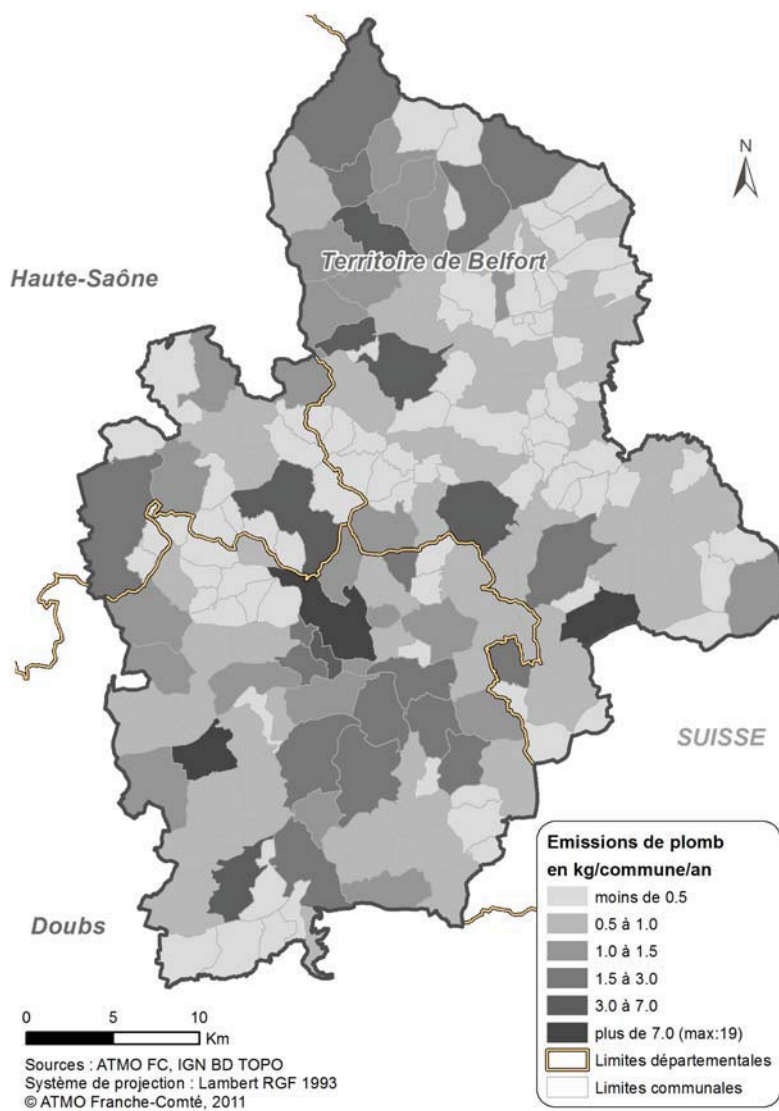 N
Haute-Saône
Territoire de Belfort
SUISSE
Doubs
Emissions de plomb
en kg/commune/an
moins de 0.5
0.5 à 1.0
1.0 à 1.5
1.5 à 3.0
3.0 à 7.0
plus de 7.0 (max:19)
Limites départementales
Limites communales
0 5 10
Km
Sources : ATMO FC, IGN BD TOPO
Système de projection : Lambert RGF 1993
© ATMO Franche-Comté, 2011